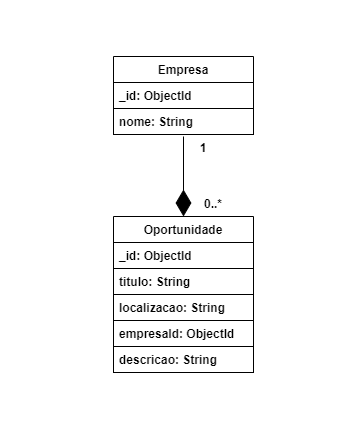 Empresa
_id: ObjectId
nome: String
1
0..*
Oportunidade
_id: ObjectId
titulo: String
localizacao: String
empresaId: ObjectId
descricao: String